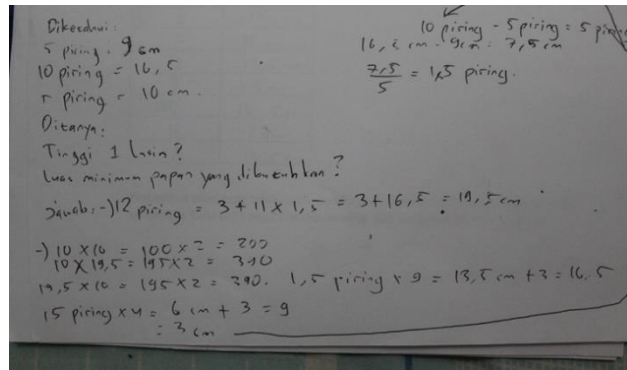 Diketahui:
5 piring = 9 cm
10 piring = 16,5
r piring = 10 cm.
Ditanya:
Tinggi 1 lusin?
Luas minimum papan yang dibutuhkan?
Jawab: -) 12 piring = 3 + 11 x 1,5 = 3 + 16,5 = 19,5 cm
-) 10 x 10 = 100 x 2 = 200
10 x 19,5 = 195 x 2 = 390
19,5 x 10 = 195 x 2 = 390.
15 piring x 4 = 6 cm + 3 = 9
= 3 cm
10 piring - 5 piring = 5
16,5 cm - 9 cm = 7,5 cm
7,5/5 = 1,5 piring.
1,5 piring x 9 = 13,5 cm + 3 = 16,5